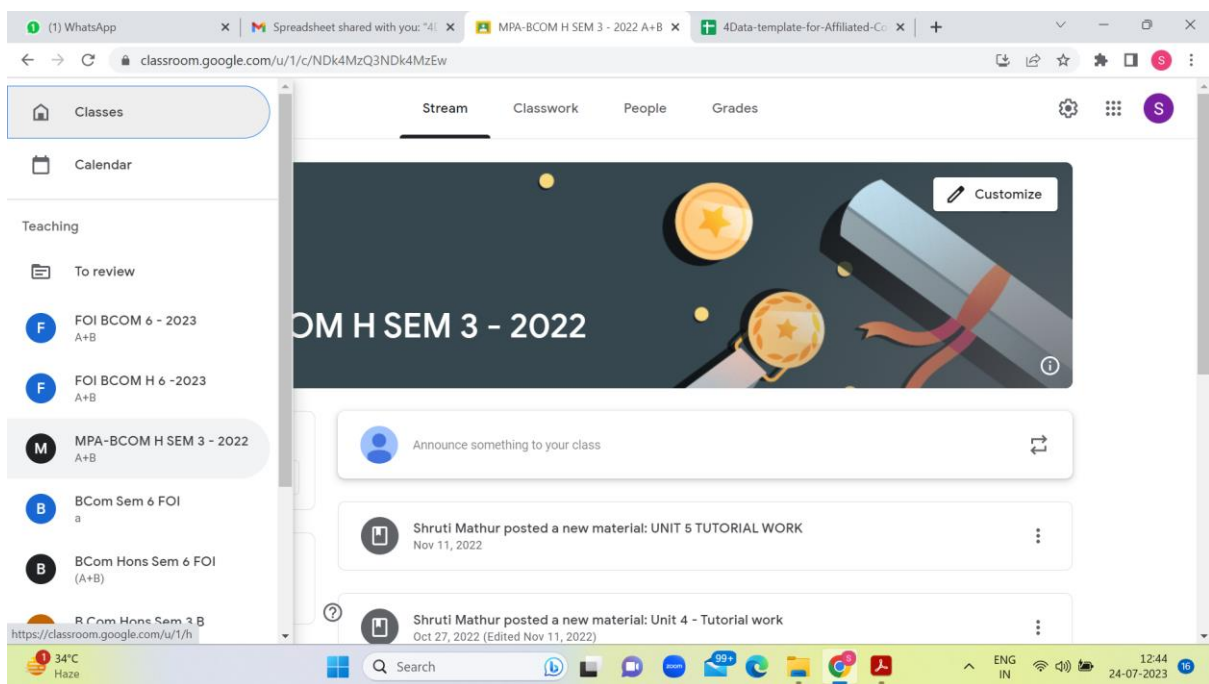 (1) WhatsApp
Spreadsheet shared with you: "4D
MPA-BCOM H SEM 3 - 2022 A+B
4Data-template-for-Affiliated-Co
classroom.google.com/u/1/c/NDk4MzQ3NDk4MzEw
S
Classes
Stream
Classwork
People
Grades
S
Calendar
Customize
Teaching
To review
F
FOI BCOM 6 - 2023
A+B
OM H SEM 3 - 2022
F
FOI BCOM H 6 -2023
A+B
M
MPA-BCOM H SEM 3 - 2022
A+B
Announce something to your class
B
BCom Sem 6 FOI
a
Shruti Mathur posted a new material: UNIT 5 TUTORIAL WORK
Nov 11, 2022
B
BCom Hons Sem 6 FOI
(A+B)
B.Com Hons Sem 3 B
Shruti Mathur posted a new material: Unit 4 - Tutorial work
Oct 27, 2022 (Edited Nov 11, 2022)
https://classroom.google.com/u/1/h
1
34°C
Haze
Search
zoom
99+
ENG
IN
12:44
24-07-2023
16